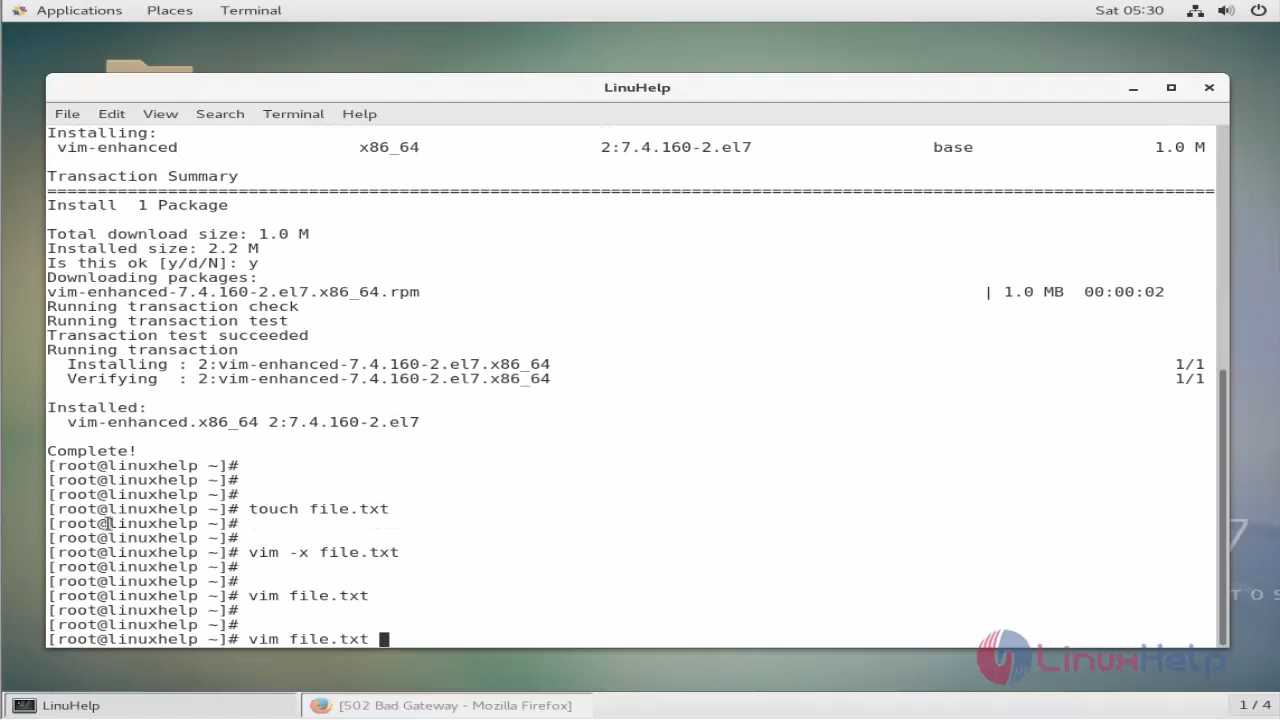 Applications Places Terminal Sat 05:30
LinuHelp
File Edit View Search Terminal Help
Installing:
vim-enhanced x86_64 2:7.4.160-2.el7 base 1.0 M
Transaction Summary
================================================================================
Install 1 Package
Total download size: 1.0 M
Installed size: 2.2 M
Is this ok [y/d/N]: y
Downloading packages:
vim-enhanced-7.4.160-2.el7.x86_64.rpm | 1.0 MB 00:00:02
Running transaction check
Running transaction test
Transaction test succeeded
Running transaction
Installing : 2:vim-enhanced-7.4.160-2.el7.x86_64 1/1
Verifying : 2:vim-enhanced-7.4.160-2.el7.x86_64 1/1
Installed:
vim-enhanced.x86_64 2:7.4.160-2.el7
Complete!
[root@linuxhelp ~]#
[root@linuxhelp ~]#
[root@linuxhelp ~]#
[root@linuxhelp ~]# touch file.txt
[root@linuxhelp ~]#
[root@linuxhelp ~]#
[root@linuxhelp ~]# vim -x file.txt
[root@linuxhelp ~]#
[root@linuxhelp ~]#
[root@linuxhelp ~]# vim file.txt
[root@linuxhelp ~]#
[root@linuxhelp ~]#
[root@linuxhelp ~]# vim file.txt
7
TOS
LinuxHelp
LinuHelp [502 Bad Gateway - Mozilla Firefox] 1 / 4